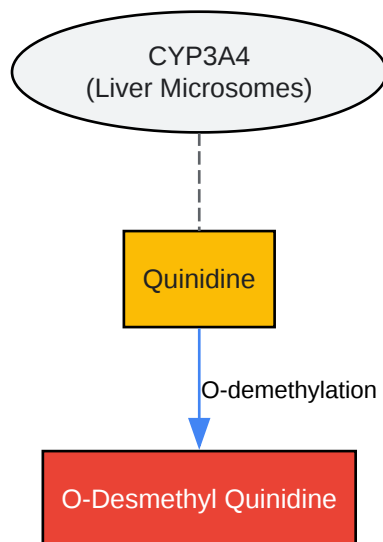 CYP3A4
(Liver Microsomes)
Quinidine
O-demethylation
O-Desmethyl Quinidine